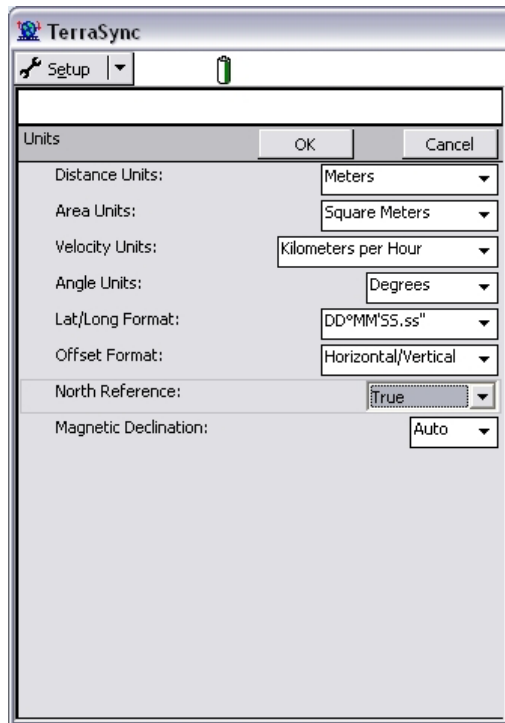 TerraSync
Setup
Units OK Cancel
Distance Units: Meters
Area Units: Square Meters
Velocity Units: Kilometers per Hour
Angle Units: Degrees
Lat/Long Format: DD°MM'SS.ss"
Offset Format: Horizontal/Vertical
North Reference: True
Magnetic Declination: Auto